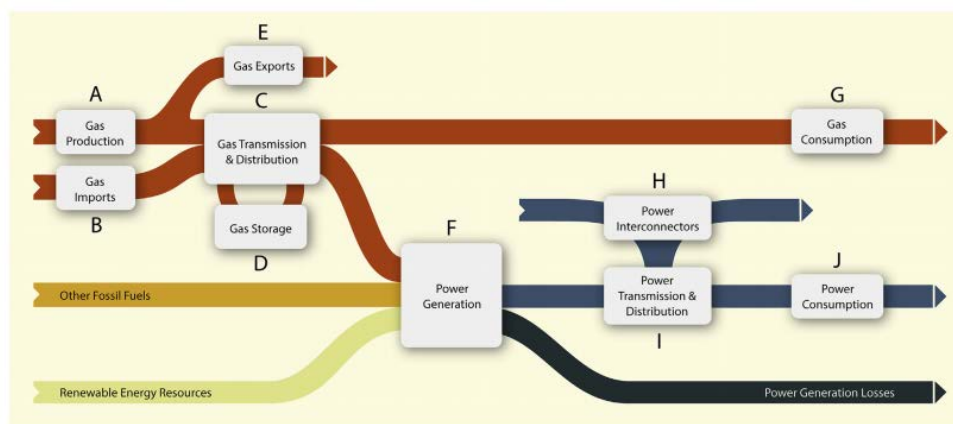 E
Gas Exports
A
C
G
Gas
Production
Gas Transmission
& Distribution
Gas
Consumption
Gas
Imports
B
H
Power
Interconnectors
Gas Storage
D
F
Power
Generation
J
Other Fossil Fuels
Power
Transmission &
Distribution
I
Power
Consumption
Renewable Energy Resources
Power Generation Losses